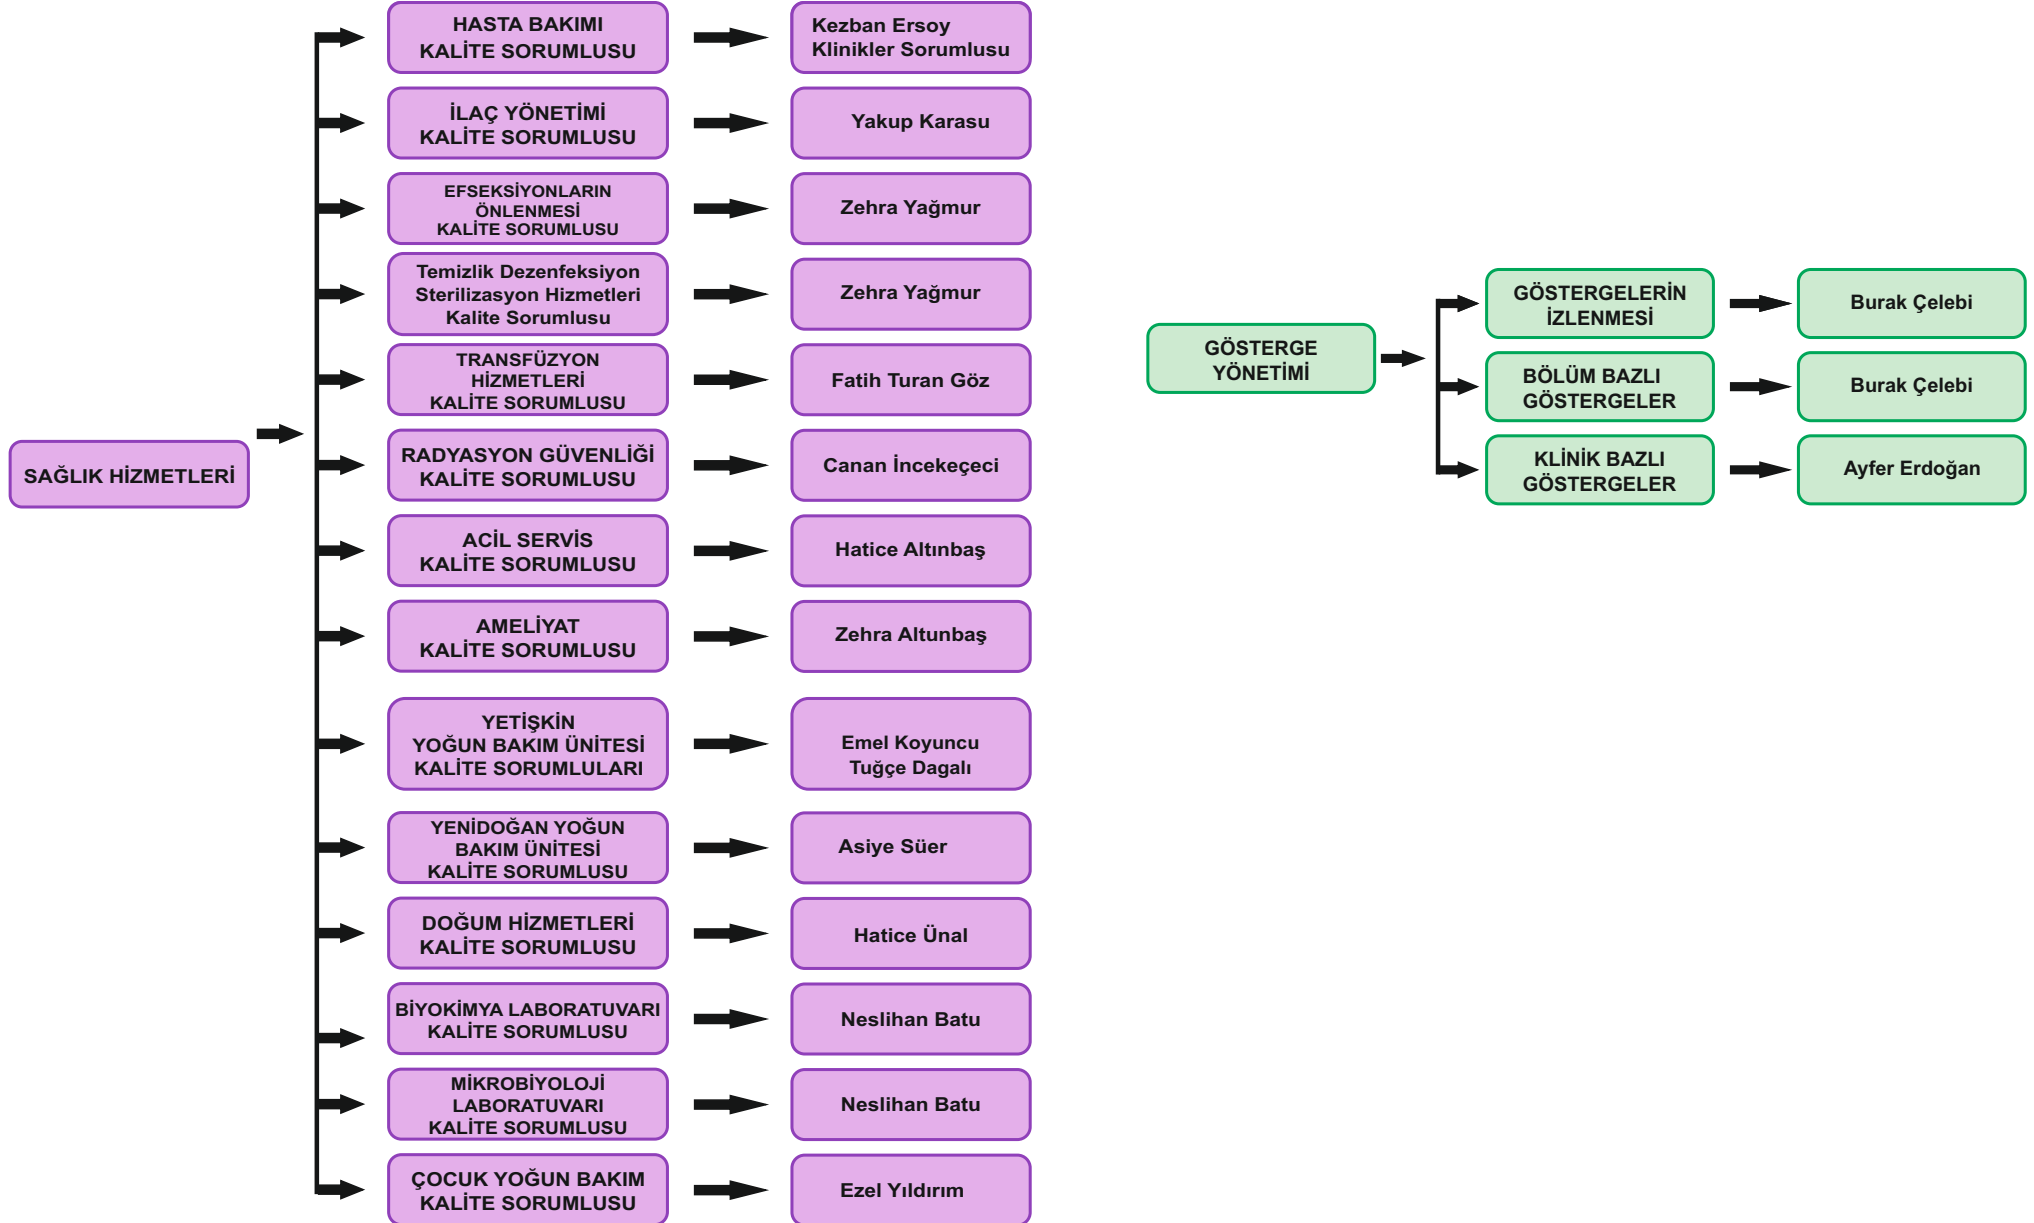 SAĞLIK HİZMETLERİ
HASTA BAKIMI
KALİTE SORUMLUSU
Kezban Ersoy
Klinikler Sorumlusu
İLAÇ YÖNETİMİ
KALİTE SORUMLUSU
Yakup Karasu
EFSEKSİYONLARIN
ÖNLENMESİ
KALİTE SORUMLUSU
Zehra Yağmur
Temizlik Dezenfeksiyon
Sterilizasyon Hizmetleri
Kalite Sorumlusu
Zehra Yağmur
TRANSFÜZYON
HİZMETLERİ
KALİTE SORUMLUSU
Fatih Turan Göz
RADYASYON GÜVENLİĞİ
KALİTE SORUMLUSU
Canan İncekeçeci
ACİL SERVİS
KALİTE SORUMLUSU
Hatice Altınbaş
AMELİYAT
KALİTE SORUMLUSU
Zehra Altunbaş
YETİŞKİN
YOĞUN BAKIM ÜNİTESİ
KALİTE SORUMLULARI
Emel Koyuncu
Tuğçe Dagalı
YENİDOĞAN YOĞUN
BAKIM ÜNİTESİ
KALİTE SORUMLUSU
Asiye Süer
DOĞUM HİZMETLERİ
KALİTE SORUMLUSU
Hatice Ünal
BİYOKİMYA LABORATUVARI
KALİTE SORUMLUSU
Neslihan Batu
MİKROBİYOLOJİ
LABORATUVARI
KALİTE SORUMLUSU
Neslihan Batu
ÇOCUK YOĞUN BAKIM
KALİTE SORUMLUSU
Ezel Yıldırım
GÖSTERGE
YÖNETİMİ
GÖSTERGELERİN
İZLENMESİ
Burak Çelebi
BÖLÜM BAZLI
GÖSTERGELER
Burak Çelebi
KLİNİK BAZLI
GÖSTERGELER
Ayfer Erdoğan